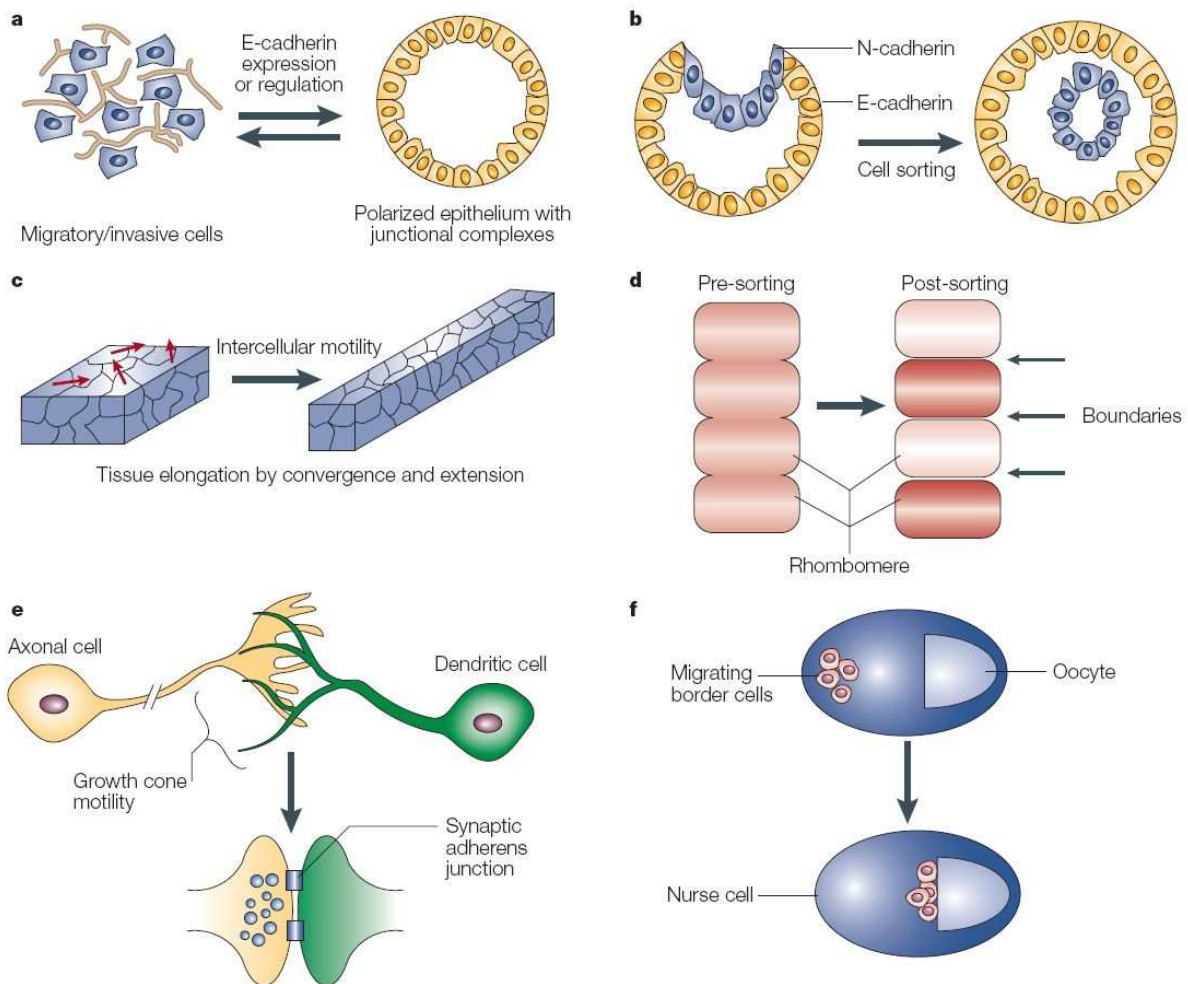 a
E-cadherin
expression
or regulation
Migratory/invasive cells
Polarized epithelium with
junctional complexes
b
N-cadherin
E-cadherin
Cell sorting
c
Intercellular motility
Tissue elongation by convergence and extension
d
Pre-sorting
Post-sorting
Boundaries
Rhombomere
e
Axonal cell
Dendritic cell
Growth cone
motility
Synaptic
adherens
junction
f
Migrating
border cells
Oocyte
Nurse cell